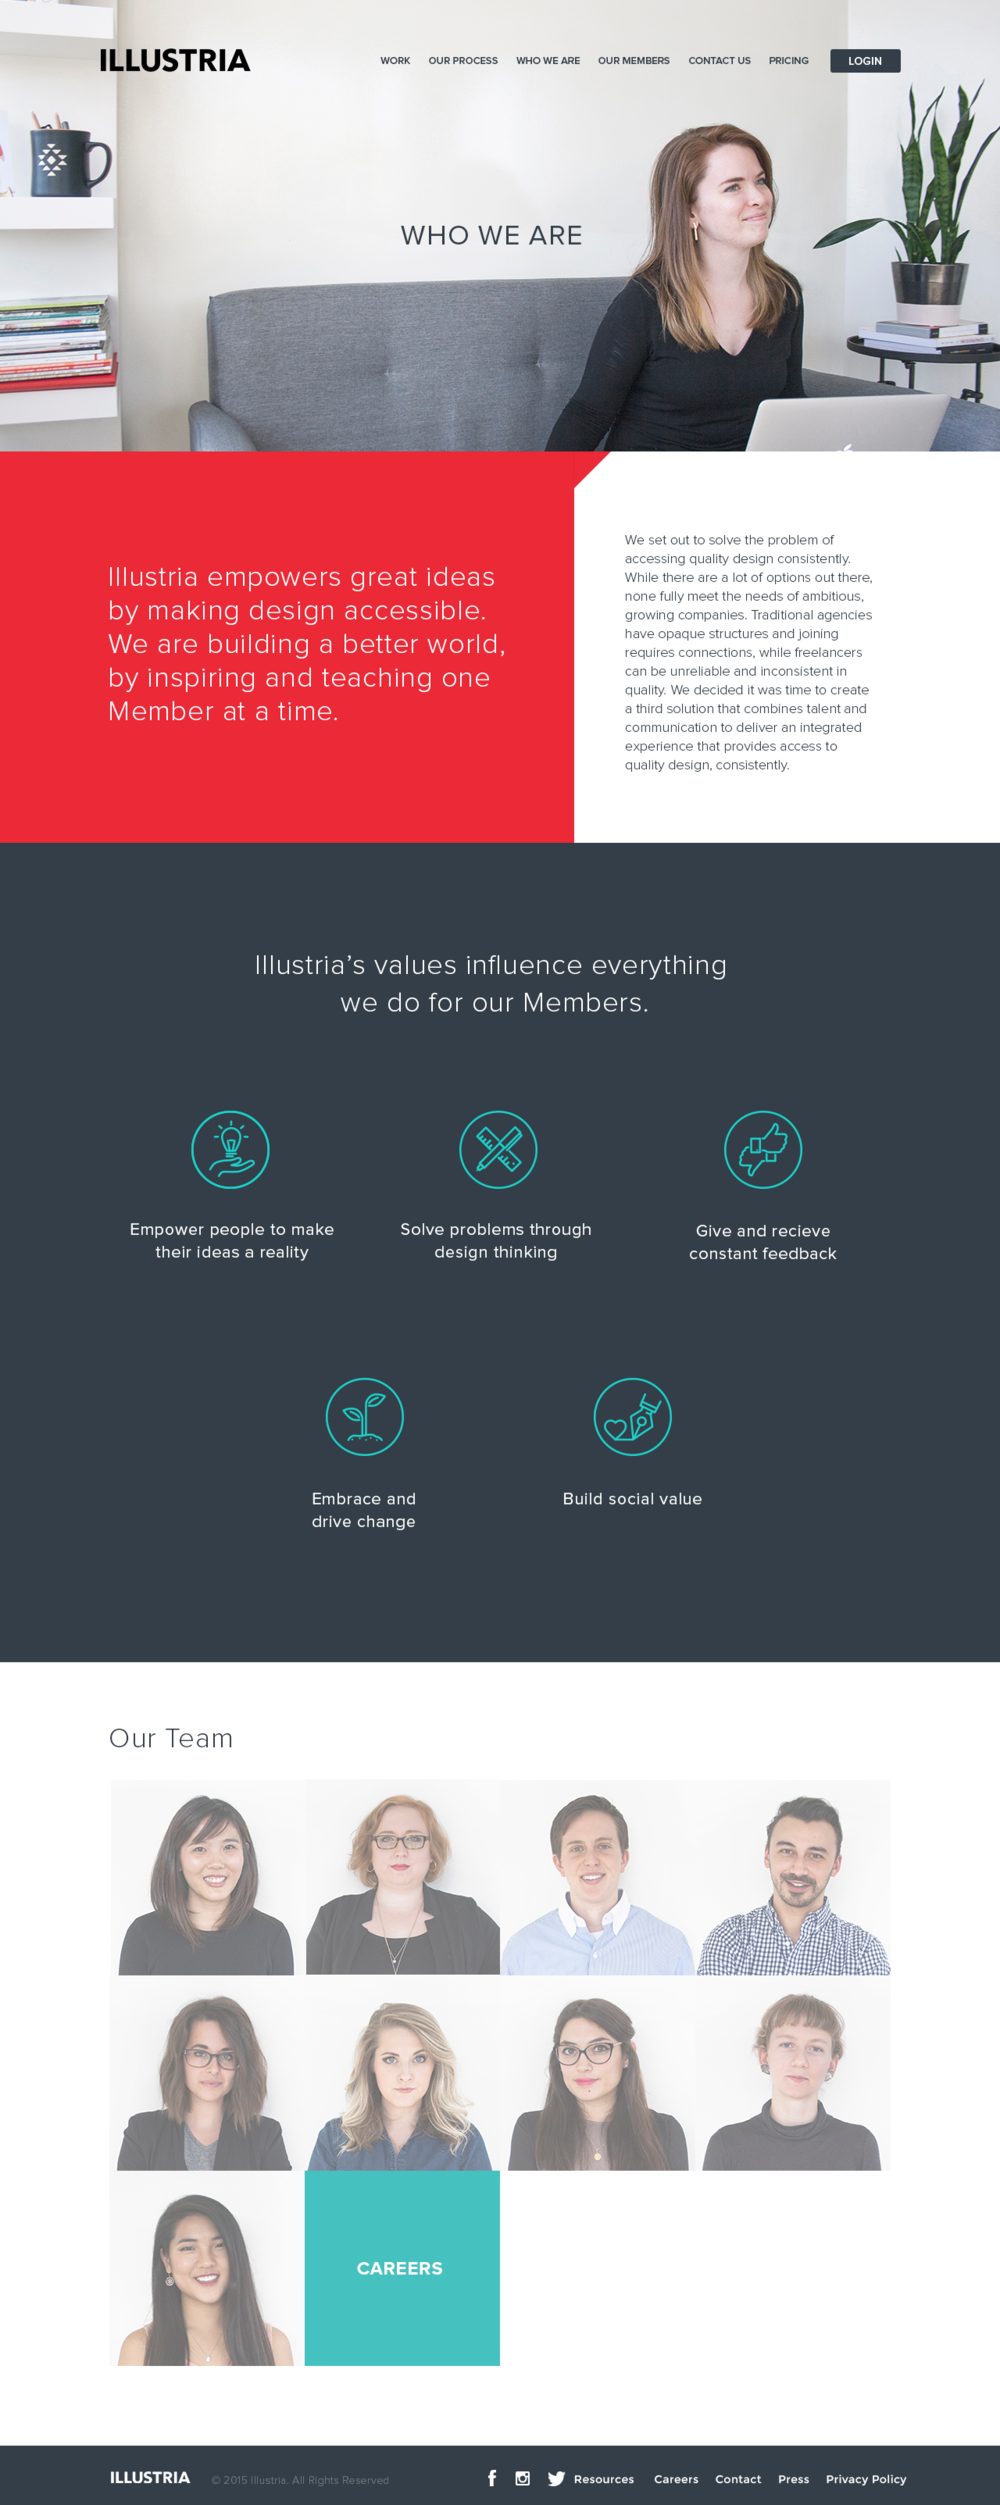 ILLUSTRIA
WORK OUR PROCESS WHO WE ARE OUR MEMBERS CONTACT US PRICING LOGIN
WHO WE ARE
Illustria empowers great ideas
by making design accessible.
We are building a better world,
by inspiring and teaching one
Member at a time.
We set out to solve the problem of
accessing quality design consistently.
While there are a lot of options out there,
none fully meet the needs of ambitious,
growing companies. Traditional agencies
have opaque structures and joining
requires connections, while freelancers
can be unreliable and inconsistent in
quality. We decided it was time to create
a third solution that combines talent and
communication to deliver an integrated
experience that provides access to
quality design, consistently.
Illustria’s values influence everything
we do for our Members.
Empower people to make
their ideas a reality
Solve problems through
design thinking
Give and recieve
constant feedback
Embrace and
drive change
Build social value
Our Team
CAREERS
ILLUSTRIA © 2015 Illustria. All Rights Reserved Resources Careers Contact Press Privacy Policy